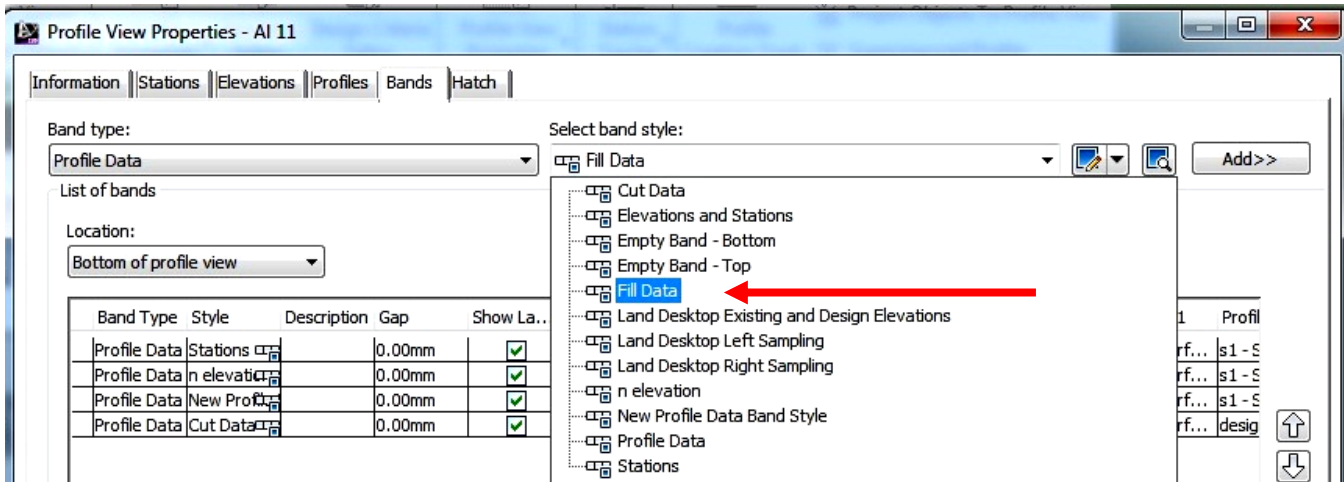 Profile View Properties - Al 11
Information Stations Elevations Profiles Bands Hatch
Band type:
Select band style:
Profile Data
Fill Data
Add>>
List of bands
Cut Data
Elevations and Stations
Location:
Empty Band - Bottom
Bottom of profile view
Empty Band - Top
Fill Data
Band Type Style Description Gap Show La...
Land Desktop Existing and Design Elevations
1 Profil
Profile Data Stations 0.00mm
Land Desktop Left Sampling
rf... s1 - S
Profile Data n elevatio 0.00mm
Land Desktop Right Sampling
rf... s1 - S
Profile Data New Profi 0.00mm
n elevation
rf... s1 - S
Profile Data Cut Data 0.00mm
New Profile Data Band Style
rf... desig
Profile Data
Stations